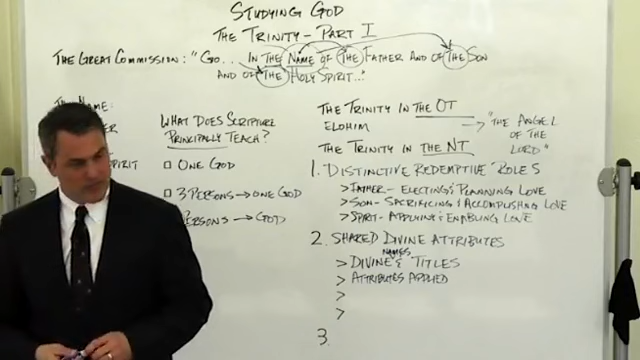 STUDYING GOD
THE TRINITY - PART I
THE GREAT COMMISSION: "GO... IN THE NAME OF THE FATHER AND OF THE SON
AND OF THE HOLY SPIRIT..."
NAME:
WHAT DOES SCRIPTURE
PRINCIPALLY TEACH?
ONE GOD
3 PERSONS → ONE GOD
PERSONS → GOD
SPIRIT
THE TRINITY IN THE OT
ELOHIM → "THE ANGEL
OF THE
LORD"
THE TRINITY IN THE NT
1. DISTINCTIVE REDEMPTIVE ROLES
> FATHER - ELECTING & PLANNING LOVE
> SON - SACRIFICING & ACCOMPLISHING LOVE
> SPIRIT - APPLYING & ENABLING LOVE
2. SHARED DIVINE ATTRIBUTES
NAMES
> DIVINE & TITLES
> ATTRIBUTES APPLIED
>
>
3.